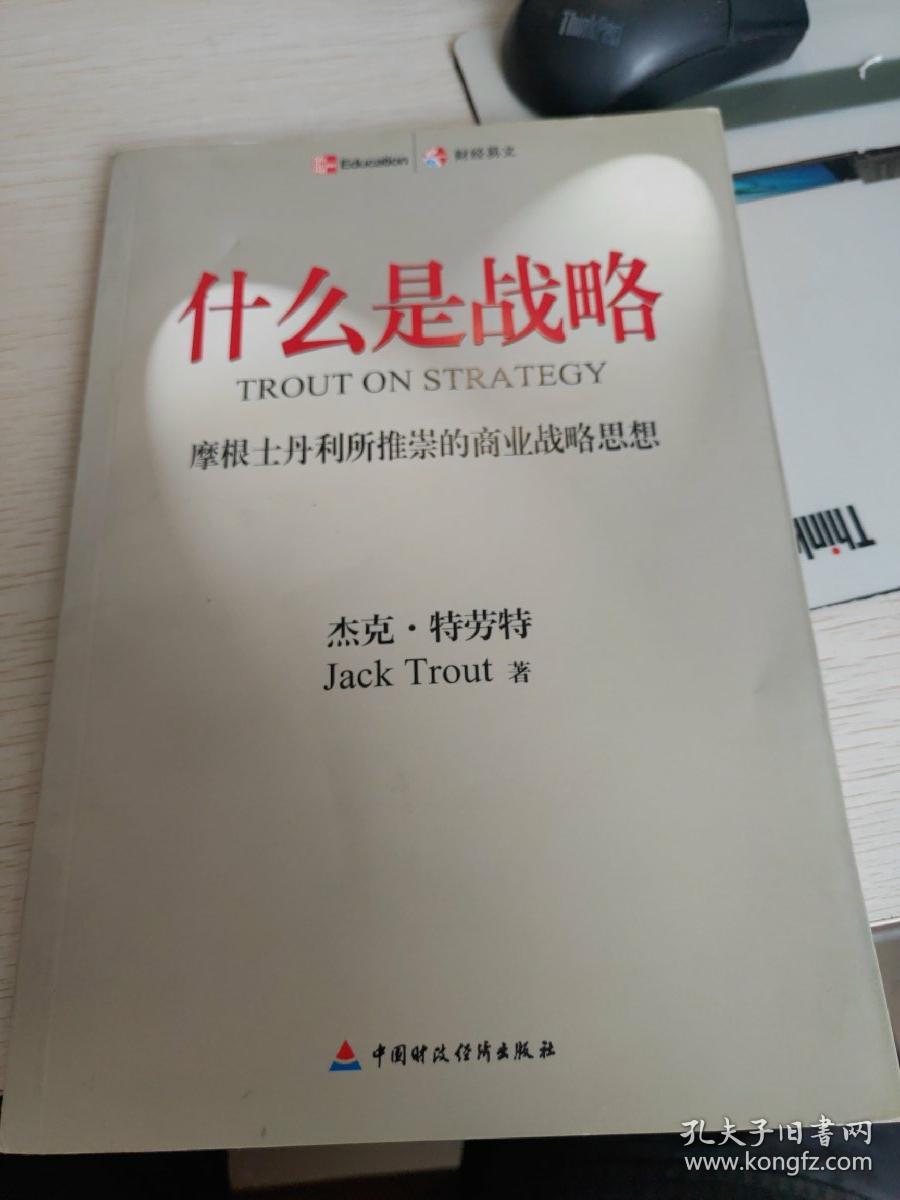 ThinkPad
Education 财经易文
什么是战略
TROUT ON STRATEGY
摩根士丹利所推崇的商业战略思想
Think
杰克·特劳特
Jack Trout 著
中国财政经济出版社
孔夫子旧书网
www.kongfz.com